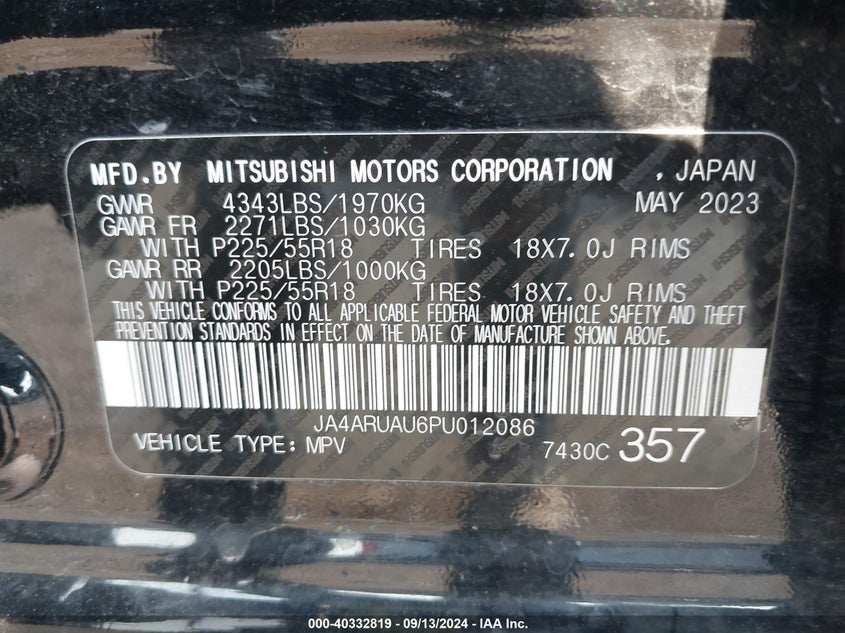 MFD.BY MITSUBISHI MOTORS CORPORATION , JAPAN
GVWR 4343LBS/1970KG MAY 2023
GAWR FR 2271LBS/1030KG
WITH P225/55R18 TIRES 18X7.0J RIMS
GAWR RR 2205LBS/1000KG
WITH P225/55R18 TIRES 18X7.0J RIMS
THIS VEHICLE CONFORMS TO ALL APPLICABLE FEDERAL MOTOR VEHICLE SAFETY AND THEFT
PREVENTION STANDARDS IN EFFECT ON THE DATE OF MANUFACTURE SHOWN ABOVE.
JA4ARUAU6PU012086
VEHICLE TYPE: MPV 7430C 357
000-40332819 - 09/13/2024 - IAA Inc.